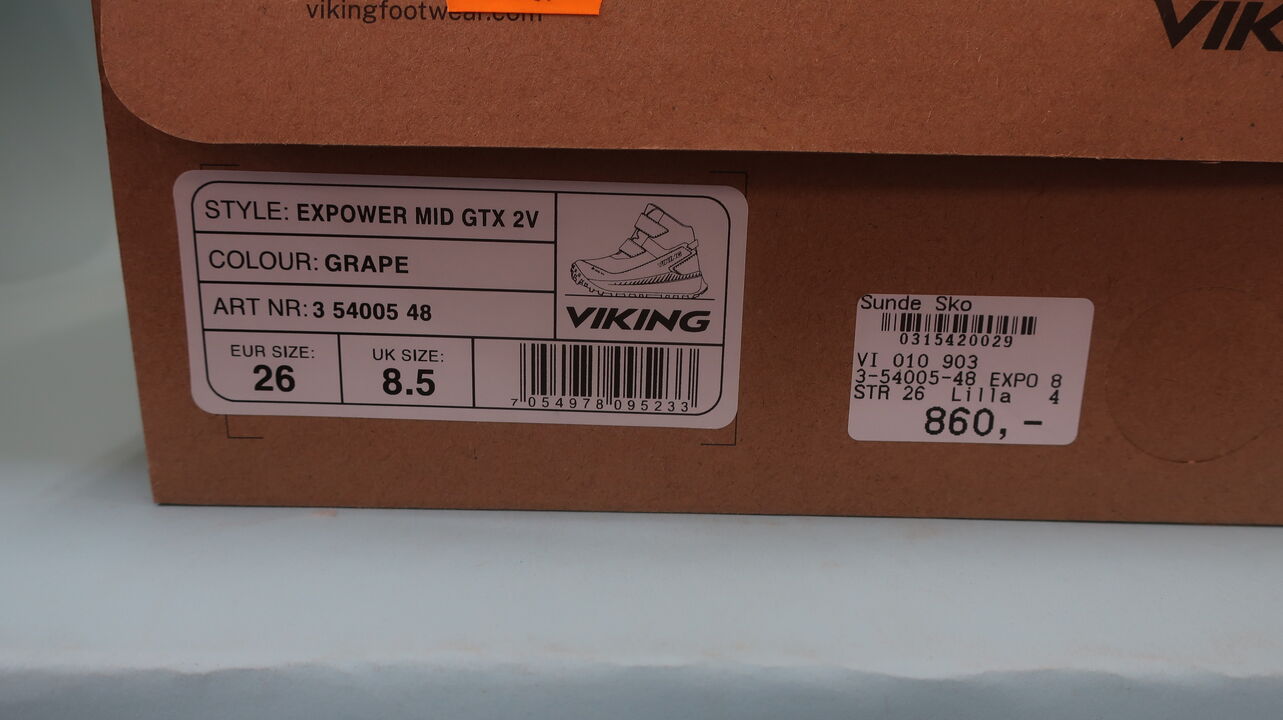 vikingfootwear.com
VIK
STYLE: EXPOWER MID GTX 2V
COLOUR: GRAPE
ART NR: 3 54005 48
EUR SIZE:
26
UK SIZE:
8.5
VIKING
VIKING
7 054978 095233
Sunde Sko
0315420029
VI 010 903
3-54005-48 EXPO 8
STR 26 Lilla 4
860,-